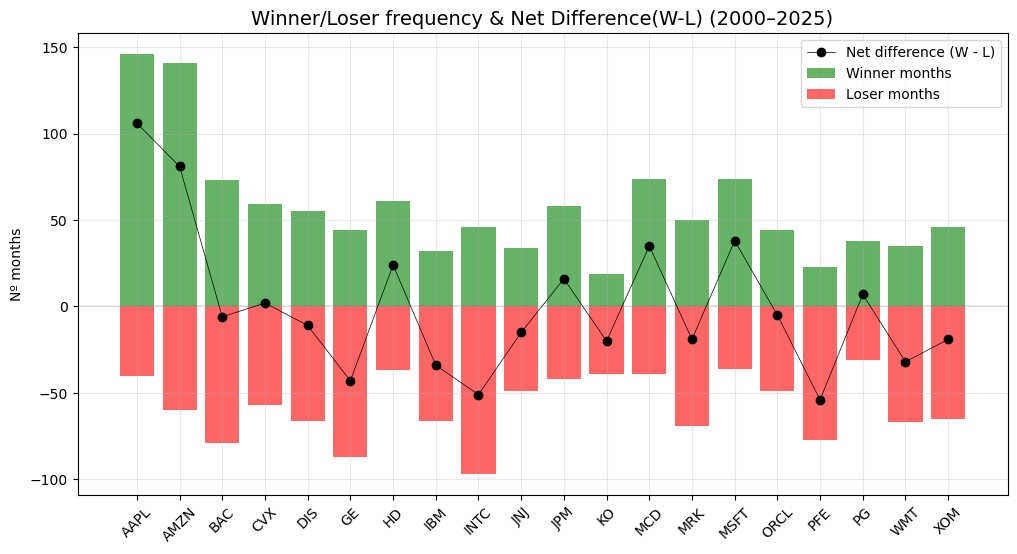 Winner/Loser frequency & Net Difference(W-L) (2000–2025)
Net difference (W - L)
Winner months
Loser months
Nº months
150
100
50
0
−50
−100
AAPL
AMZN
BAC
CVX
DIS
GE
HD
IBM
INTC
JNJ
JPM
KO
MCD
MRK
MSFT
ORCL
PFE
PG
WMT
XOM